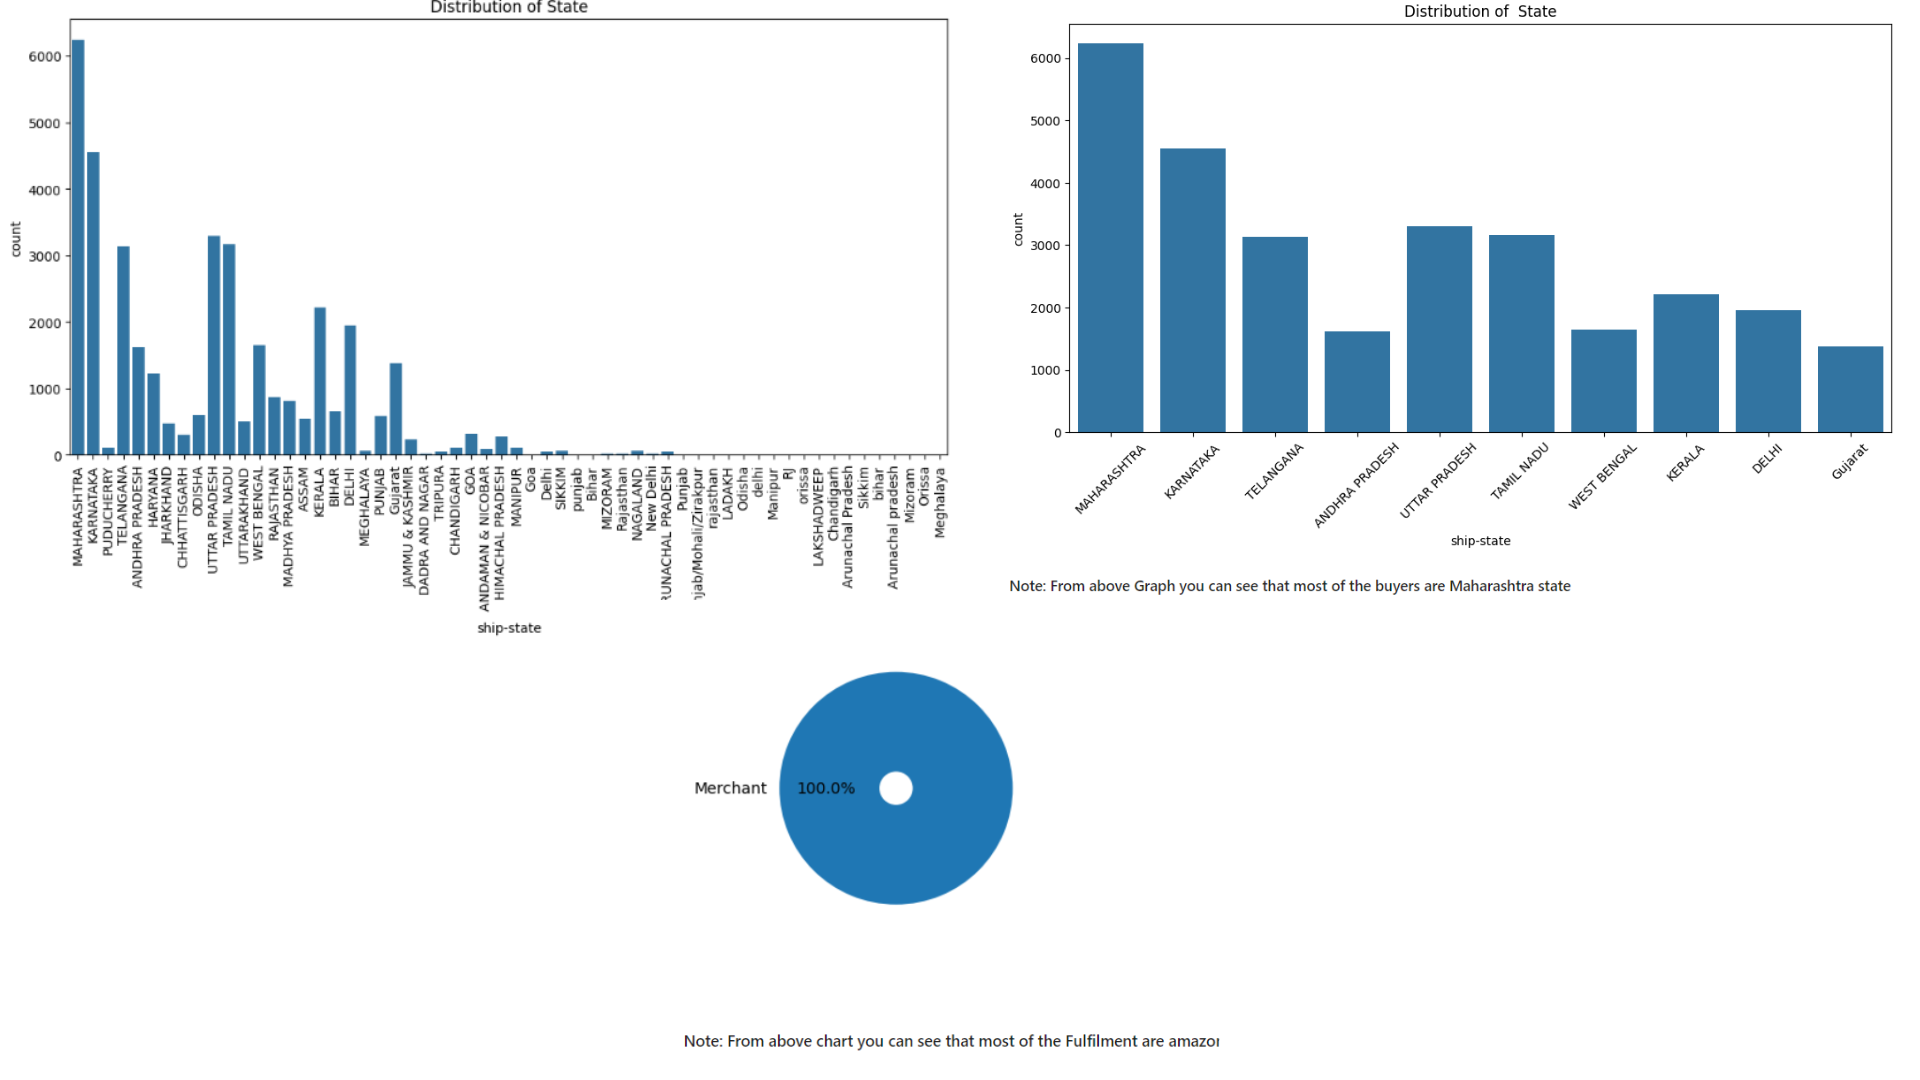 Distribution of State
6000
5000
4000
3000
2000
1000
0
count
MAHARASHTRA
KARNATAKA
PUDUCHERRY
TELANGANA
ANDHRA PRADESH
HARYANA
JHARKHAND
CHHATTISGARH
ODISHA
UTTAR PRADESH
TAMIL NADU
UTTARAKHAND
WEST BENGAL
RAJASTHAN
MADHYA PRADESH
ASSAM
KERALA
BIHAR
DELHI
MEGHALAYA
PUNJAB
Gujarat
JAMMU & KASHMIR
DADRA AND NAGAR
TRIPURA
CHANDIGARH
GOA
ANDAMAN & NICOBAR
HIMACHAL PRADESH
MANIPUR
Goa
Delhi
SIKKIM
punjab
Bihar
MIZORAM
Rajasthan
NAGALAND
New Delhi
RUNACHAL PRADESH
Punjab
njab/Mohali/Zirakpur
rajasthan
LADAKH
Odisha
delhi
Manipur
RJ
orissa
LAKSHADWEEP
Chandigarh
Arunachal Pradesh
Sikkim
bihar
Arunachal pradesh
Mizoram
Orissa
Meghalaya
ship-state
Distribution of  State
6000
5000
4000
3000
2000
1000
0
count
MAHARASHTRA
KARNATAKA
TELANGANA
ANDHRA PRADESH
UTTAR PRADESH
TAMIL NADU
WEST BENGAL
KERALA
DELHI
Gujarat
ship-state
Note: From above Graph you can see that most of the buyers are Maharashtra state
Merchant
100.0%
Note: From above chart you can see that most of the Fulfilment are amazo